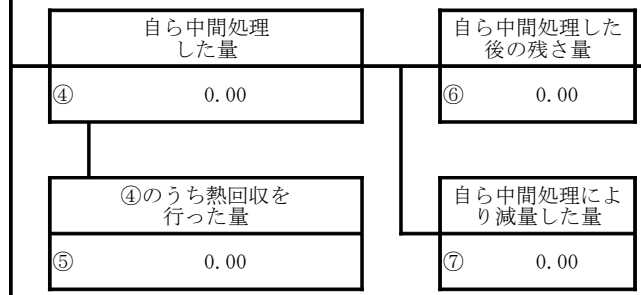 自ら中間処理
した量
④ 0.00
自ら中間処理した
後の残さ量
⑥ 0.00
④のうち熱回収を
行った量
⑤ 0.00
自ら中間処理によ
り減量した量
⑦ 0.00